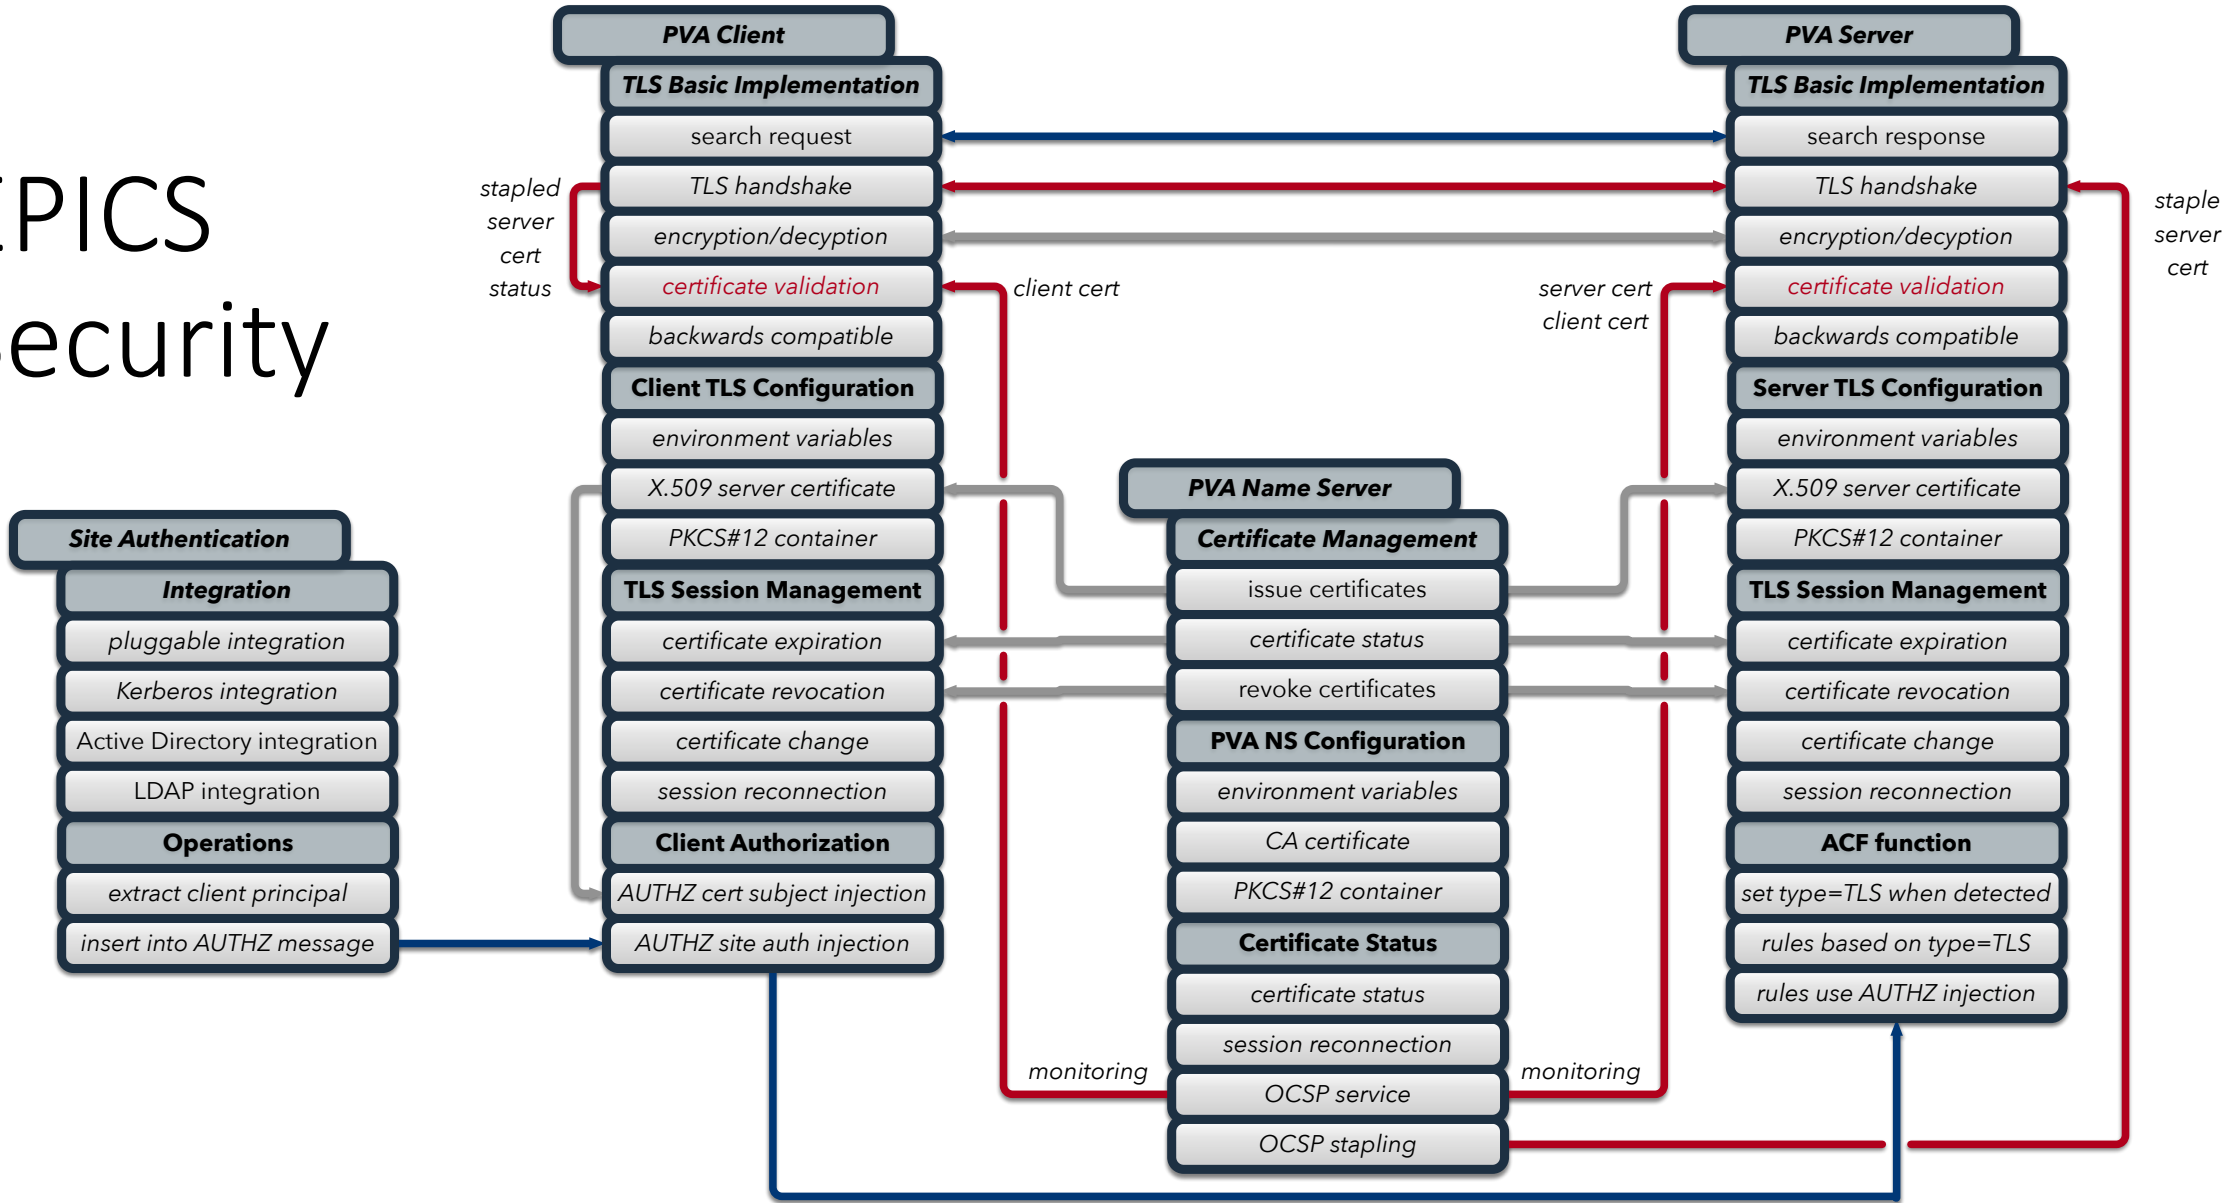 EPICS
Security
PVA Client
TLS Basic Implementation
search request
TLS handshake
encryption/decyption
certificate validation
backwards compatible
Client TLS Configuration
environment variables
X.509 server certificate
PKCS#12 container
TLS Session Management
certificate expiration
certificate revocation
certificate change
session reconnection
Client Authorization
AUTHZ cert subject injection
AUTHZ site auth injection
stapled
server
cert
status
client cert
monitoring
Site Authentication
Integration
pluggable integration
Kerberos integration
Active Directory integration
LDAP integration
Operations
extract client principal
insert into AUTHZ message
PVA Name Server
Certificate Management
issue certificates
certificate status
revoke certificates
PVA NS Configuration
environment variables
CA certificate
PKCS#12 container
Certificate Status
certificate status
session reconnection
OCSP service
OCSP stapling
server cert
client cert
monitoring
PVA Server
TLS Basic Implementation
search response
TLS handshake
encryption/decyption
certificate validation
backwards compatible
Server TLS Configuration
environment variables
X.509 server certificate
PKCS#12 container
TLS Session Management
certificate expiration
certificate revocation
certificate change
session reconnection
ACF function
set type=TLS when detected
rules based on type=TLS
rules use AUTHZ injection
staple
server
cert